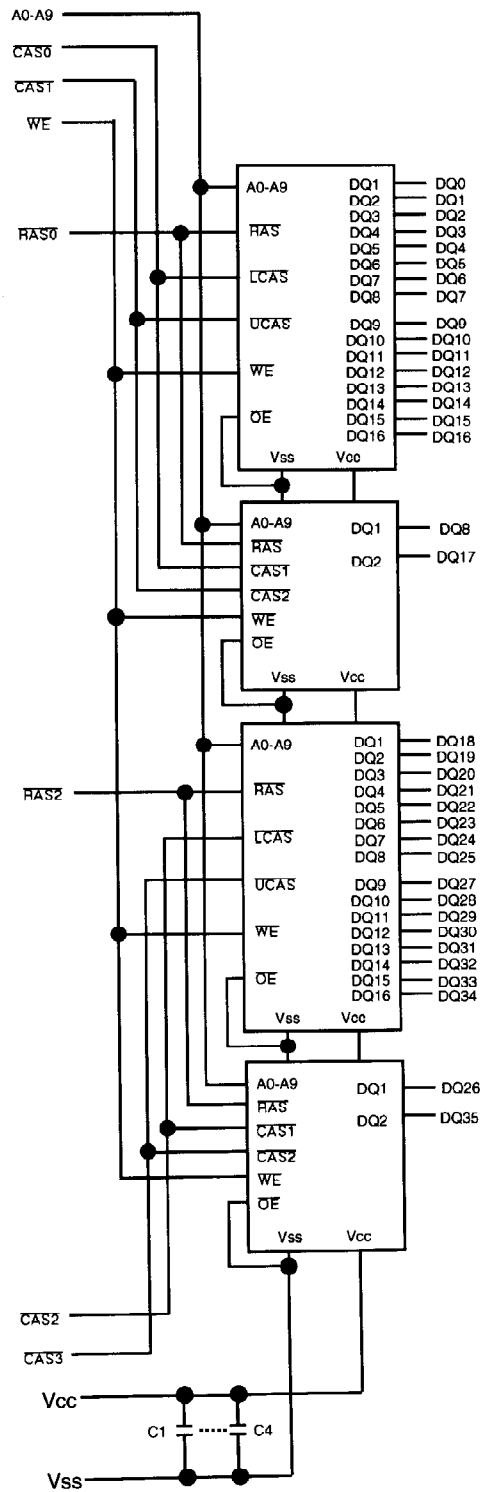 A0-A9
CAS0
CAS1
WE
RAS0
A0-A9
RAS
LCAS
UCAS
WE
OE
Vss Vcc
DQ1 DQ0
DQ2 DQ1
DQ3 DQ2
DQ4 DQ3
DQ5 DQ4
DQ6 DQ5
DQ7 DQ6
DQ8 DQ7
DQ9 DQ9
DQ10 DQ10
DQ11 DQ11
DQ12 DQ12
DQ13 DQ13
DQ14 DQ14
DQ15 DQ15
DQ16 DQ16
A0-A9
RAS
CAS1
CAS2
WE
OE
Vss Vcc
DQ1 DQ8
DQ2 DQ17
RAS2
A0-A9
RAS
LCAS
UCAS
WE
OE
Vss Vcc
DQ1 DQ18
DQ2 DQ19
DQ3 DQ20
DQ4 DQ21
DQ5 DQ22
DQ6 DQ23
DQ7 DQ24
DQ8 DQ25
DQ9 DQ27
DQ10 DQ28
DQ11 DQ29
DQ12 DQ30
DQ13 DQ31
DQ14 DQ32
DQ15 DQ33
DQ16 DQ34
A0-A9
RAS
CAS1
CAS2
WE
OE
Vss Vcc
DQ1 DQ26
DQ2 DQ35
CAS2
CAS3
Vcc
C1 C4
Vss